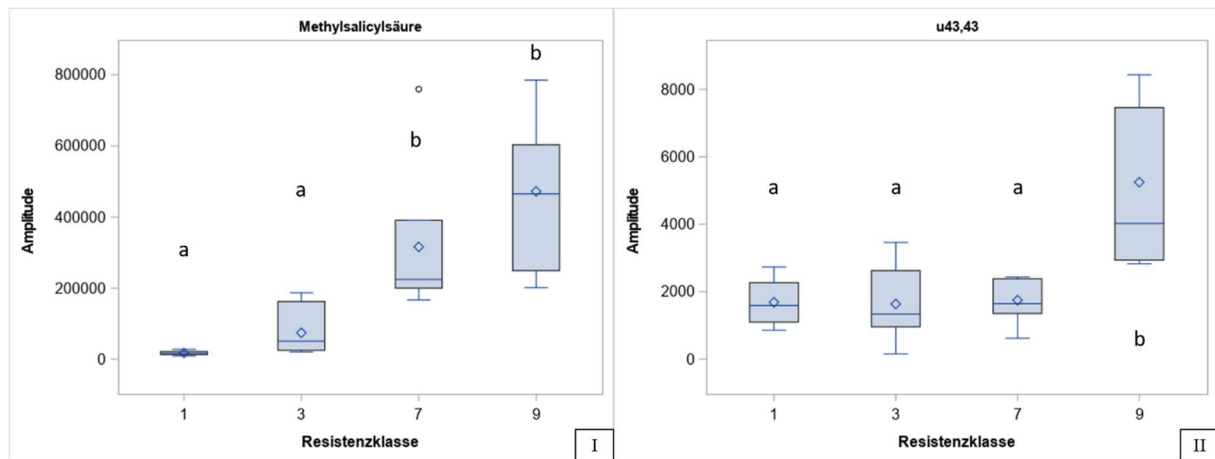 Methylsalicylsäure
b
800000
600000
b
Amplitude
400000
a
a
200000
0
1 3 7 9
Resistenzklasse
I
u43,43
8000
6000
a a a
Amplitude
4000
2000
b
0
1 3 7 9
Resistenzklasse
II